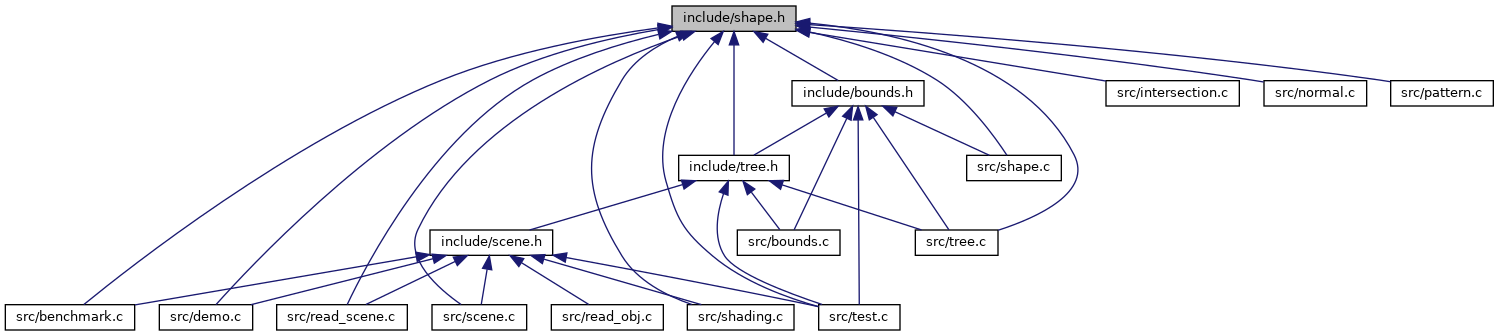 include/shape.h
include/bounds.h
src/intersection.c
src/normal.c
src/pattern.c
include/tree.h
src/shape.c
include/scene.h
src/bounds.c
src/tree.c
src/benchmark.c
src/demo.c
src/read_scene.c
src/scene.c
src/read_obj.c
src/shading.c
src/test.c